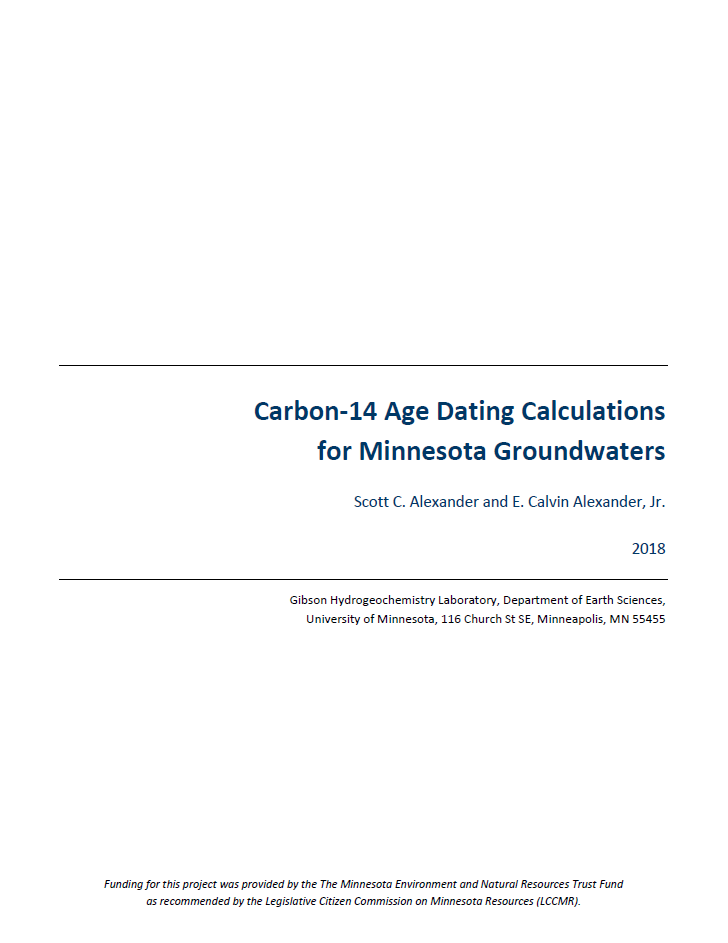 Carbon-14 Age Dating Calculations
for Minnesota Groundwaters
Scott C. Alexander and E. Calvin Alexander, Jr.
2018
Gibson Hydrogeochemistry Laboratory, Department of Earth Sciences,
University of Minnesota, 116 Church St SE, Minneapolis, MN 55455
Funding for this project was provided by the The Minnesota Environment and Natural Resources Trust Fund
as recommended by the Legislative Citizen Commission on Minnesota Resources (LCCMR).